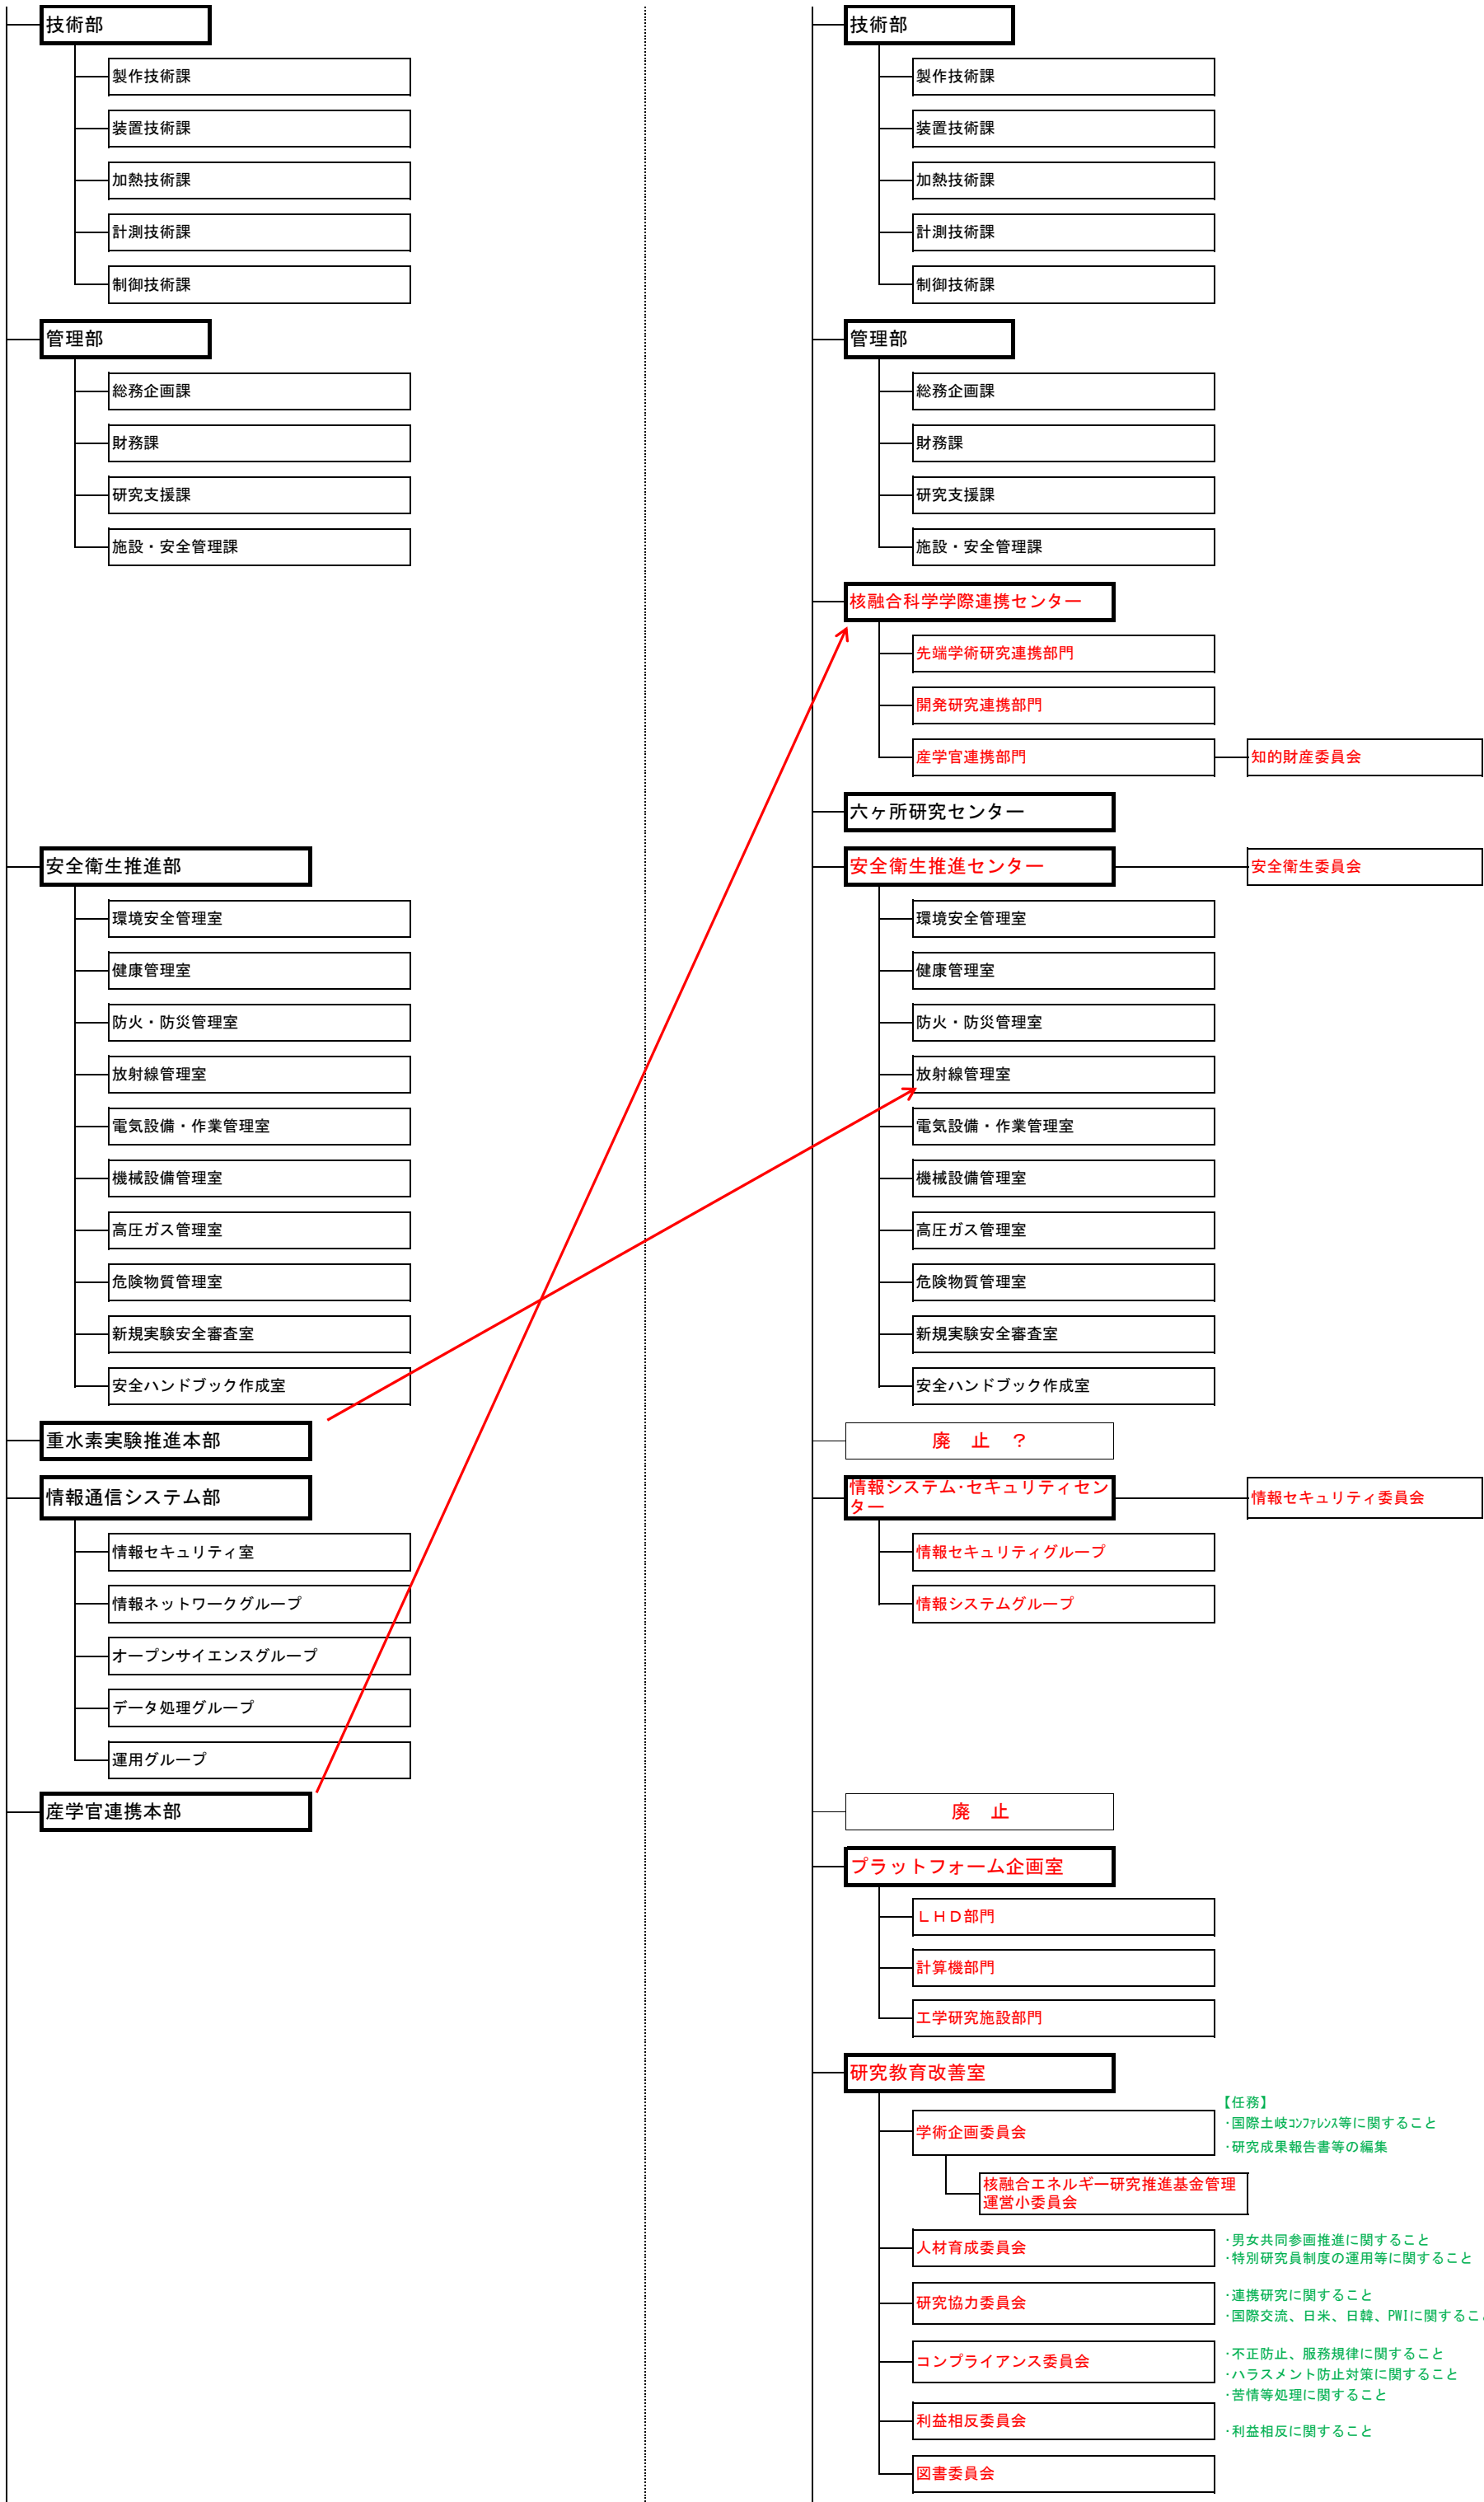 技術部
製作技術課
装置技術課
加熱技術課
計測技術課
制御技術課
管理部
総務企画課
財務課
研究支援課
施設・安全管理課
安全衛生推進部
環境安全管理室
健康管理室
防火・防災管理室
放射線管理室
電気設備・作業管理室
機械設備管理室
高圧ガス管理室
危険物質管理室
新規実験安全審査室
安全ハンドブック作成室
重水素実験推進本部
情報通信システム部
情報セキュリティ室
情報ネットワークグループ
オープンサイエンスグループ
データ処理グループ
運用グループ
産学官連携本部
技術部
製作技術課
装置技術課
加熱技術課
計測技術課
制御技術課
管理部
総務企画課
財務課
研究支援課
施設・安全管理課
核融合科学学際連携センター
先端学術研究連携部門
開発研究連携部門
産学官連携部門
知的財産委員会
六ヶ所研究センター
安全衛生推進センター
安全衛生委員会
環境安全管理室
健康管理室
防火・防災管理室
放射線管理室
電気設備・作業管理室
機械設備管理室
高圧ガス管理室
危険物質管理室
新規実験安全審査室
安全ハンドブック作成室
廃　止　？
情報システム・セキュリティセン
ター
情報セキュリティ委員会
情報セキュリティグループ
情報システムグループ
廃　止
プラットフォーム企画室
ＬＨＤ部門
計算機部門
工学研究施設部門
研究教育改善室
【任務】
学術企画委員会
・国際土岐ｺﾝﾌｧﾚﾝｽ等に関すること
・研究成果報告書等の編集
核融合エネルギー研究推進基金管理
運営小委員会
人材育成委員会
・男女共同参画推進に関すること
・特別研究員制度の運用等に関すること
研究協力委員会
・連携研究に関すること
・国際交流、日米、日韓、PWIに関するこ
コンプライアンス委員会
・不正防止、服務規律に関すること
・ハラスメント防止対策に関すること
・苦情等処理に関すること
利益相反委員会
・利益相反に関すること
図書委員会